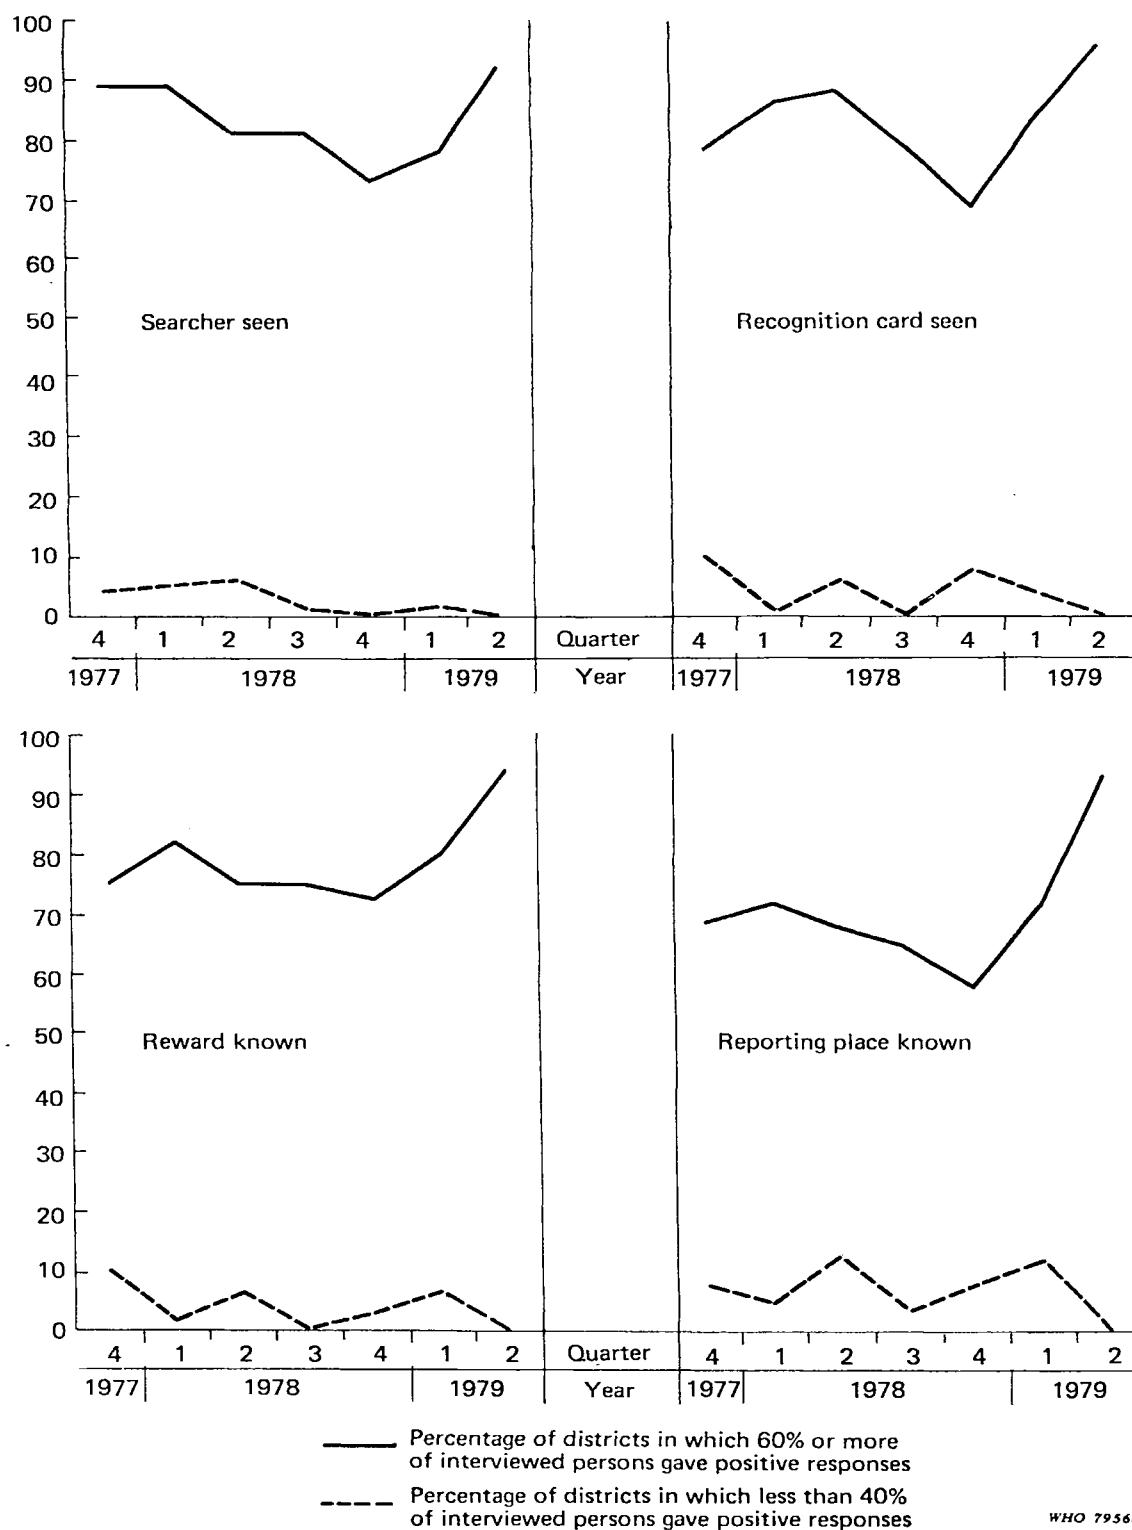 100
90
80
70
60
50
40
30
20
10
0
Searcher seen
Recognition card seen
4 1 2 3 4 1 2 Quarter 4 1 2 3 4 1 2
1977 1978 1979 Year 1977 1978 1979
100
90
80
70
60
50
40
30
20
10
0
Reward known
Reporting place known
4 1 2 3 4 1 2 Quarter 4 1 2 3 4 1 2
1977 1978 1979 Year 1977 1978 1979
Percentage of districts in which 60% or more
of interviewed persons gave positive responses
Percentage of districts in which less than 40%
of interviewed persons gave positive responses
WHO 7956